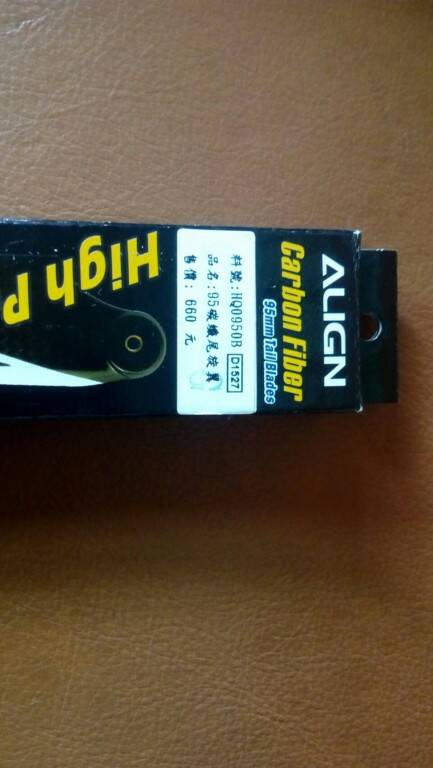 ALIGN
Carbon Fiber
95mm Tail Blades
料號:HQ0950B
D1527
品名:95碳纖尾旋翼
售價: 660 元
High P